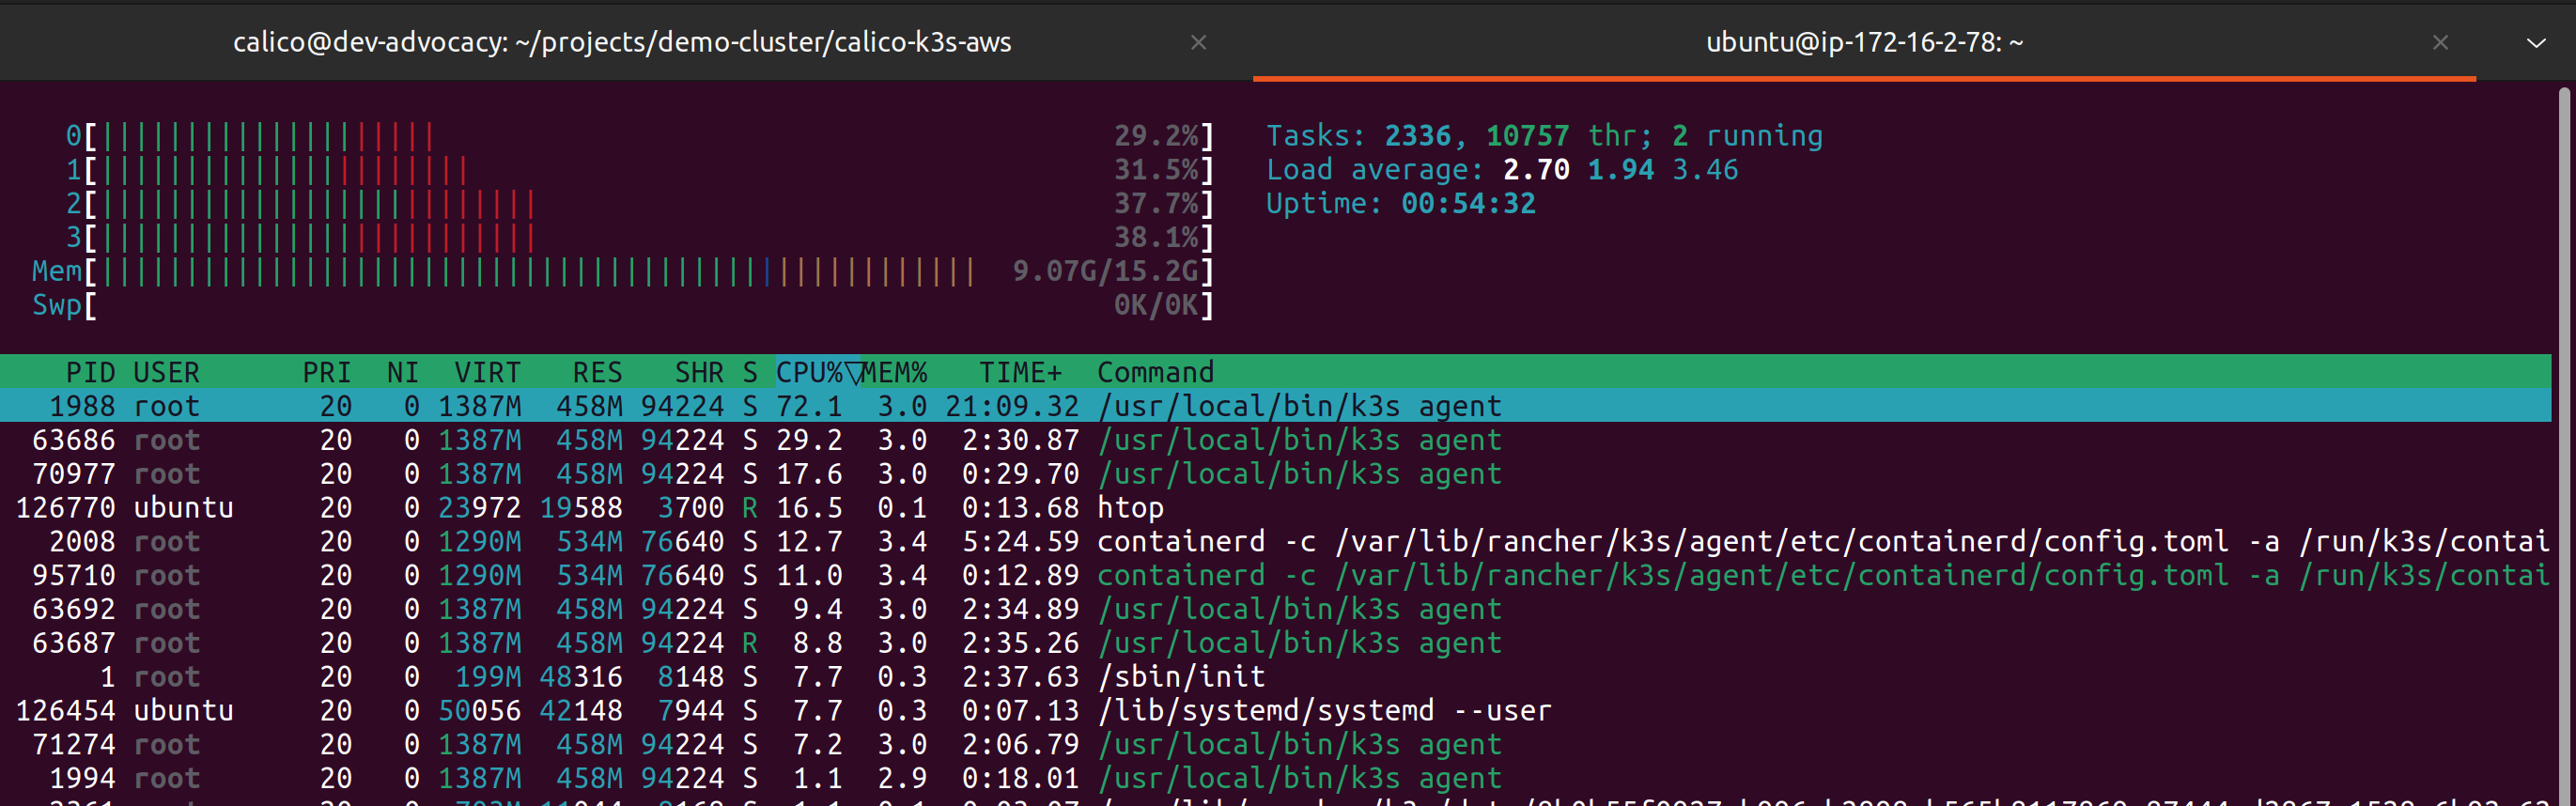 calico@dev-advocacy: ~/projects/demo-cluster/calico-k3s-aws × ubuntu@ip-172-16-2-78: ~ ×
0[|||||||||||||||||||| 29.2%] Tasks: 2336, 10757 thr; 2 running
1[|||||||||||||||||||||| 31.5%] Load average: 2.70 1.94 3.46
2[|||||||||||||||||||||||||| 37.7%] Uptime: 00:54:32
3[|||||||||||||||||||||||||| 38.1%]
Mem[|||||||||||||||||||||||||||||||||||||||||||||||||||| 9.07G/15.2G]
Swp[ 0K/0K]
PID USER PRI NI VIRT RES SHR S CPU%▽MEM% TIME+ Command
1988 root 20 0 1387M 458M 94224 S 72.1 3.0 21:09.32 /usr/local/bin/k3s agent
63686 root 20 0 1387M 458M 94224 S 29.2 3.0 2:30.87 /usr/local/bin/k3s agent
70977 root 20 0 1387M 458M 94224 S 17.6 3.0 0:29.70 /usr/local/bin/k3s agent
126770 ubuntu 20 0 23972 19588 3700 R 16.5 0.1 0:13.68 htop
2008 root 20 0 1290M 534M 76640 S 12.7 3.4 5:24.59 containerd -c /var/lib/rancher/k3s/agent/etc/containerd/config.toml -a /run/k3s/contai
95710 root 20 0 1290M 534M 76640 S 11.0 3.4 0:12.89 containerd -c /var/lib/rancher/k3s/agent/etc/containerd/config.toml -a /run/k3s/contai
63692 root 20 0 1387M 458M 94224 S 9.4 3.0 2:34.89 /usr/local/bin/k3s agent
63687 root 20 0 1387M 458M 94224 R 8.8 3.0 2:35.26 /usr/local/bin/k3s agent
1 root 20 0 199M 48316 8148 S 7.7 0.3 2:37.63 /sbin/init
126454 ubuntu 20 0 50056 42148 7944 S 7.7 0.3 0:07.13 /lib/systemd/systemd --user
71274 root 20 0 1387M 458M 94224 S 7.2 3.0 2:06.79 /usr/local/bin/k3s agent
1994 root 20 0 1387M 458M 94224 S 1.1 2.9 0:18.01 /usr/local/bin/k3s agent